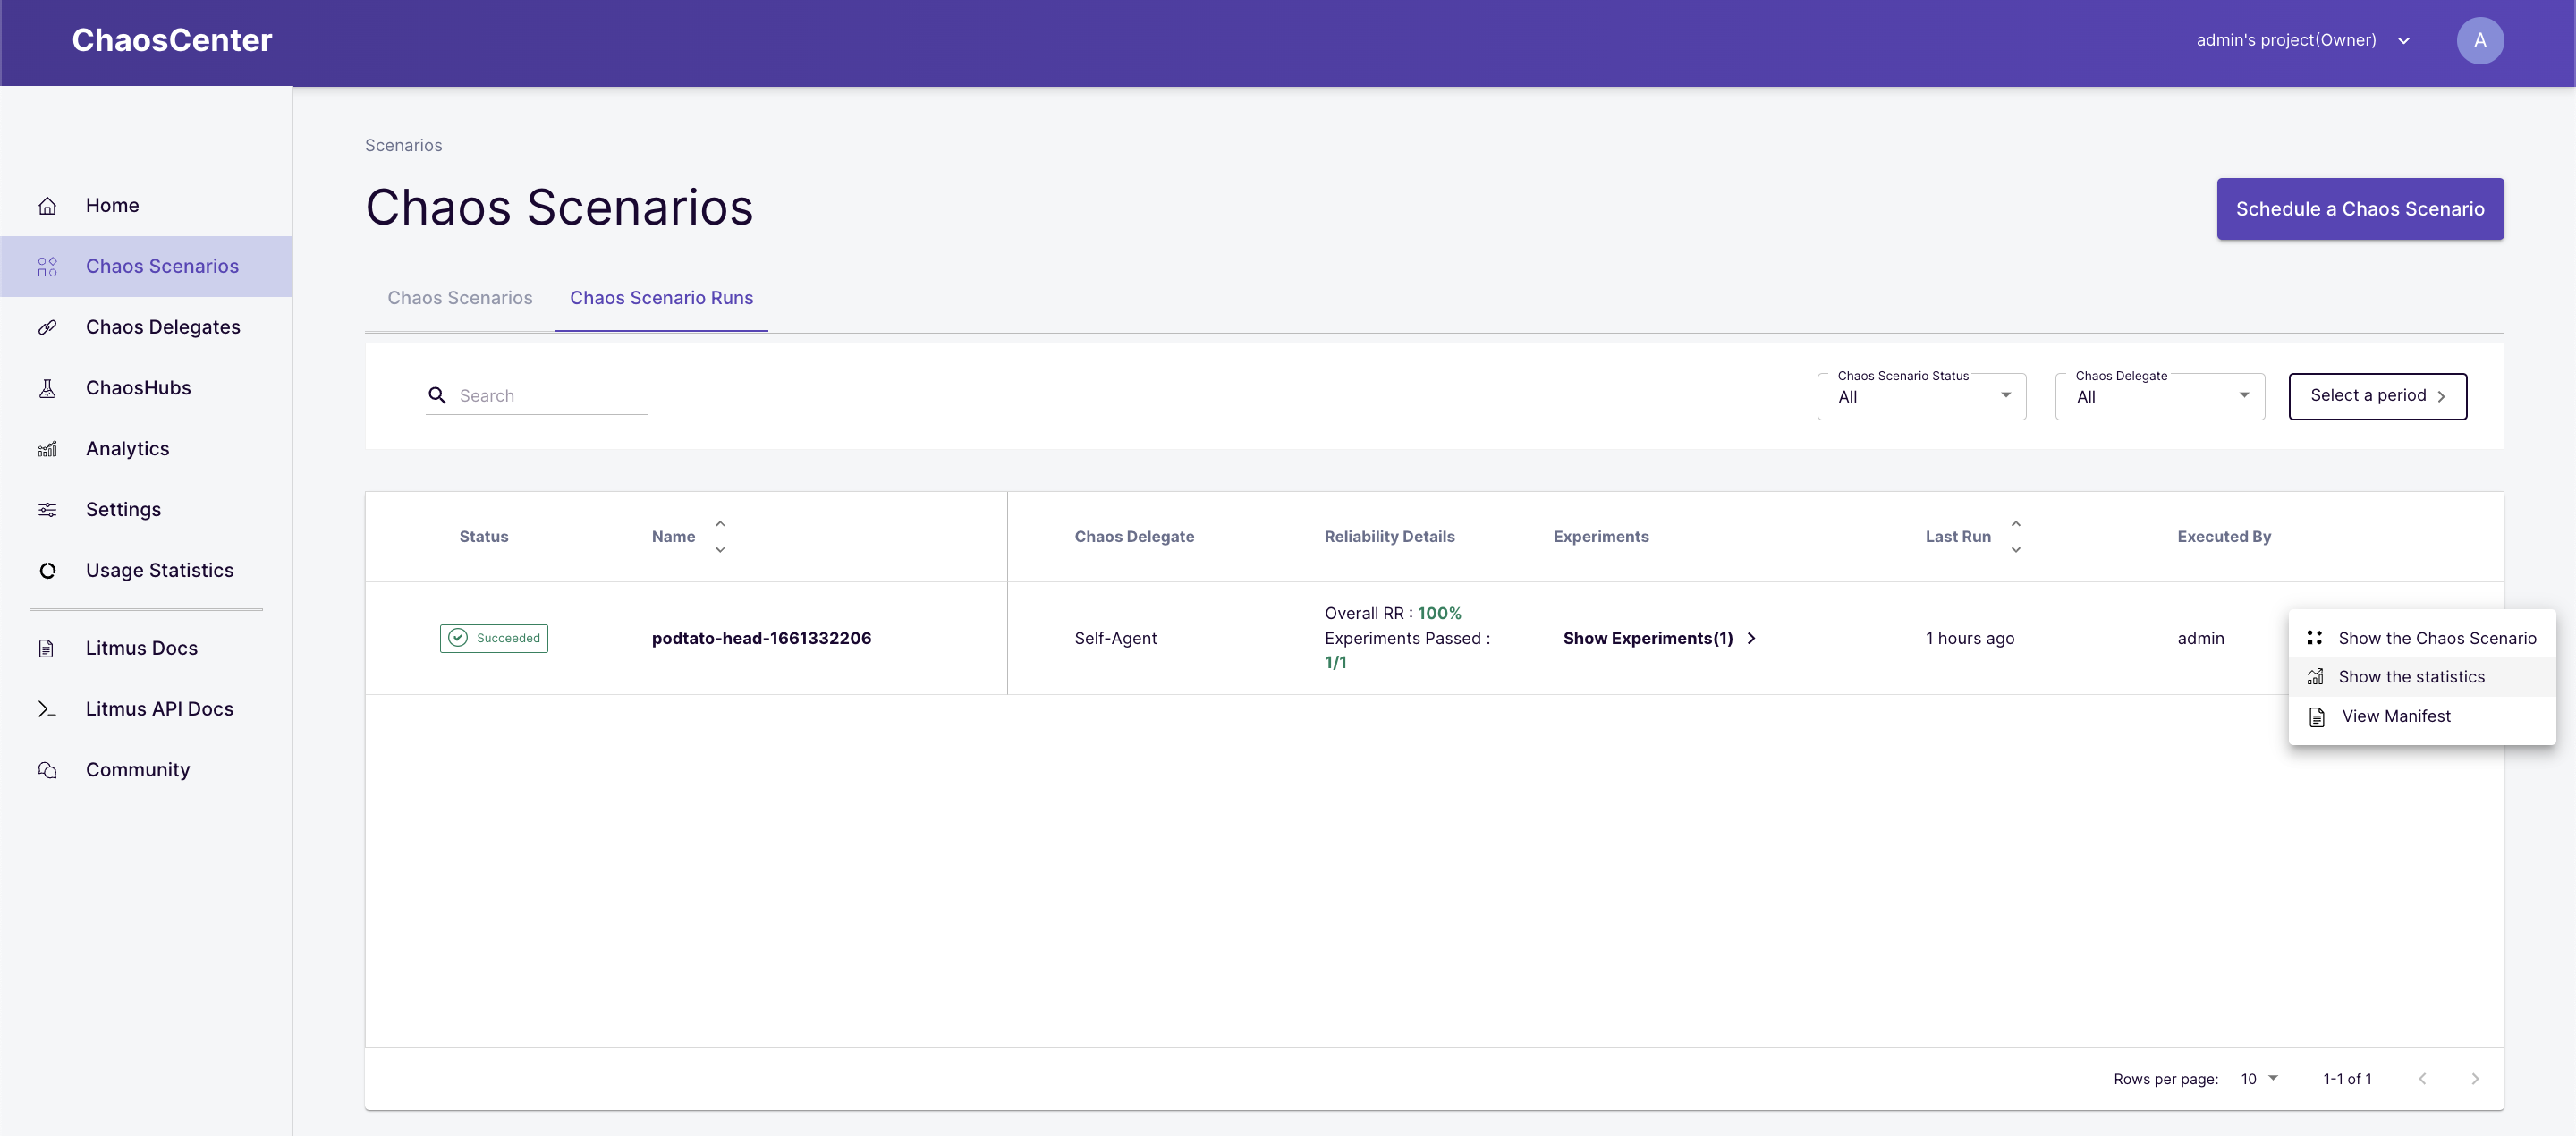 ChaosCenter
admin's project(Owner)
A
Home
Chaos Scenarios
Chaos Delegates
ChaosHubs
Analytics
Settings
Usage Statistics
Litmus Docs
Litmus API Docs
Community
Scenarios
Chaos Scenarios
Schedule a Chaos Scenario
Chaos Scenarios
Chaos Scenario Runs
Search
Chaos Scenario Status
All
Chaos Delegate
All
Select a period
Status
Name
Chaos Delegate
Reliability Details
Experiments
Last Run
Executed By
Succeeded
podtato-head-1661332206
Self-Agent
Overall RR : 100%
Experiments Passed :
1/1
Show Experiments(1)
1 hours ago
admin
Show the Chaos Scenario
Show the statistics
View Manifest
Rows per page:
10
1-1 of 1